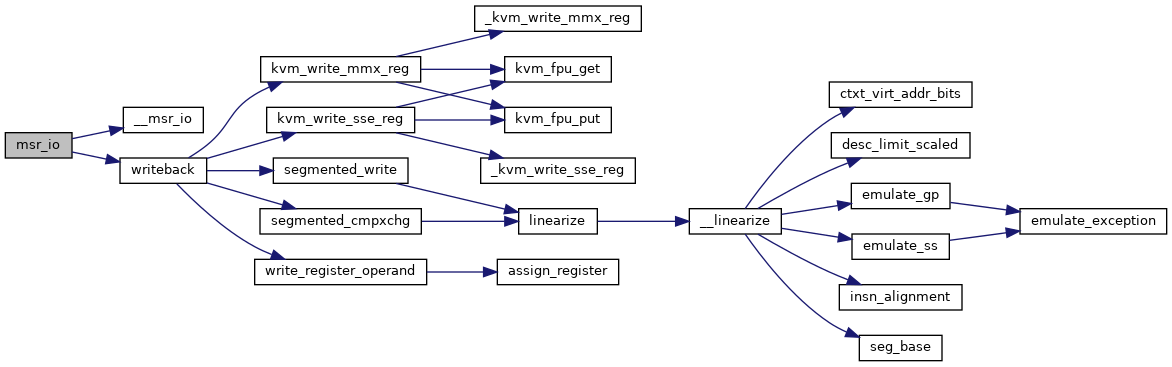 msr_io
__msr_io
writeback
kvm_write_mmx_reg
kvm_write_sse_reg
segmented_write
segmented_cmpxchg
write_register_operand
_kvm_write_mmx_reg
kvm_fpu_get
kvm_fpu_put
_kvm_write_sse_reg
linearize
assign_register
__linearize
ctxt_virt_addr_bits
desc_limit_scaled
emulate_gp
emulate_ss
insn_alignment
seg_base
emulate_exception